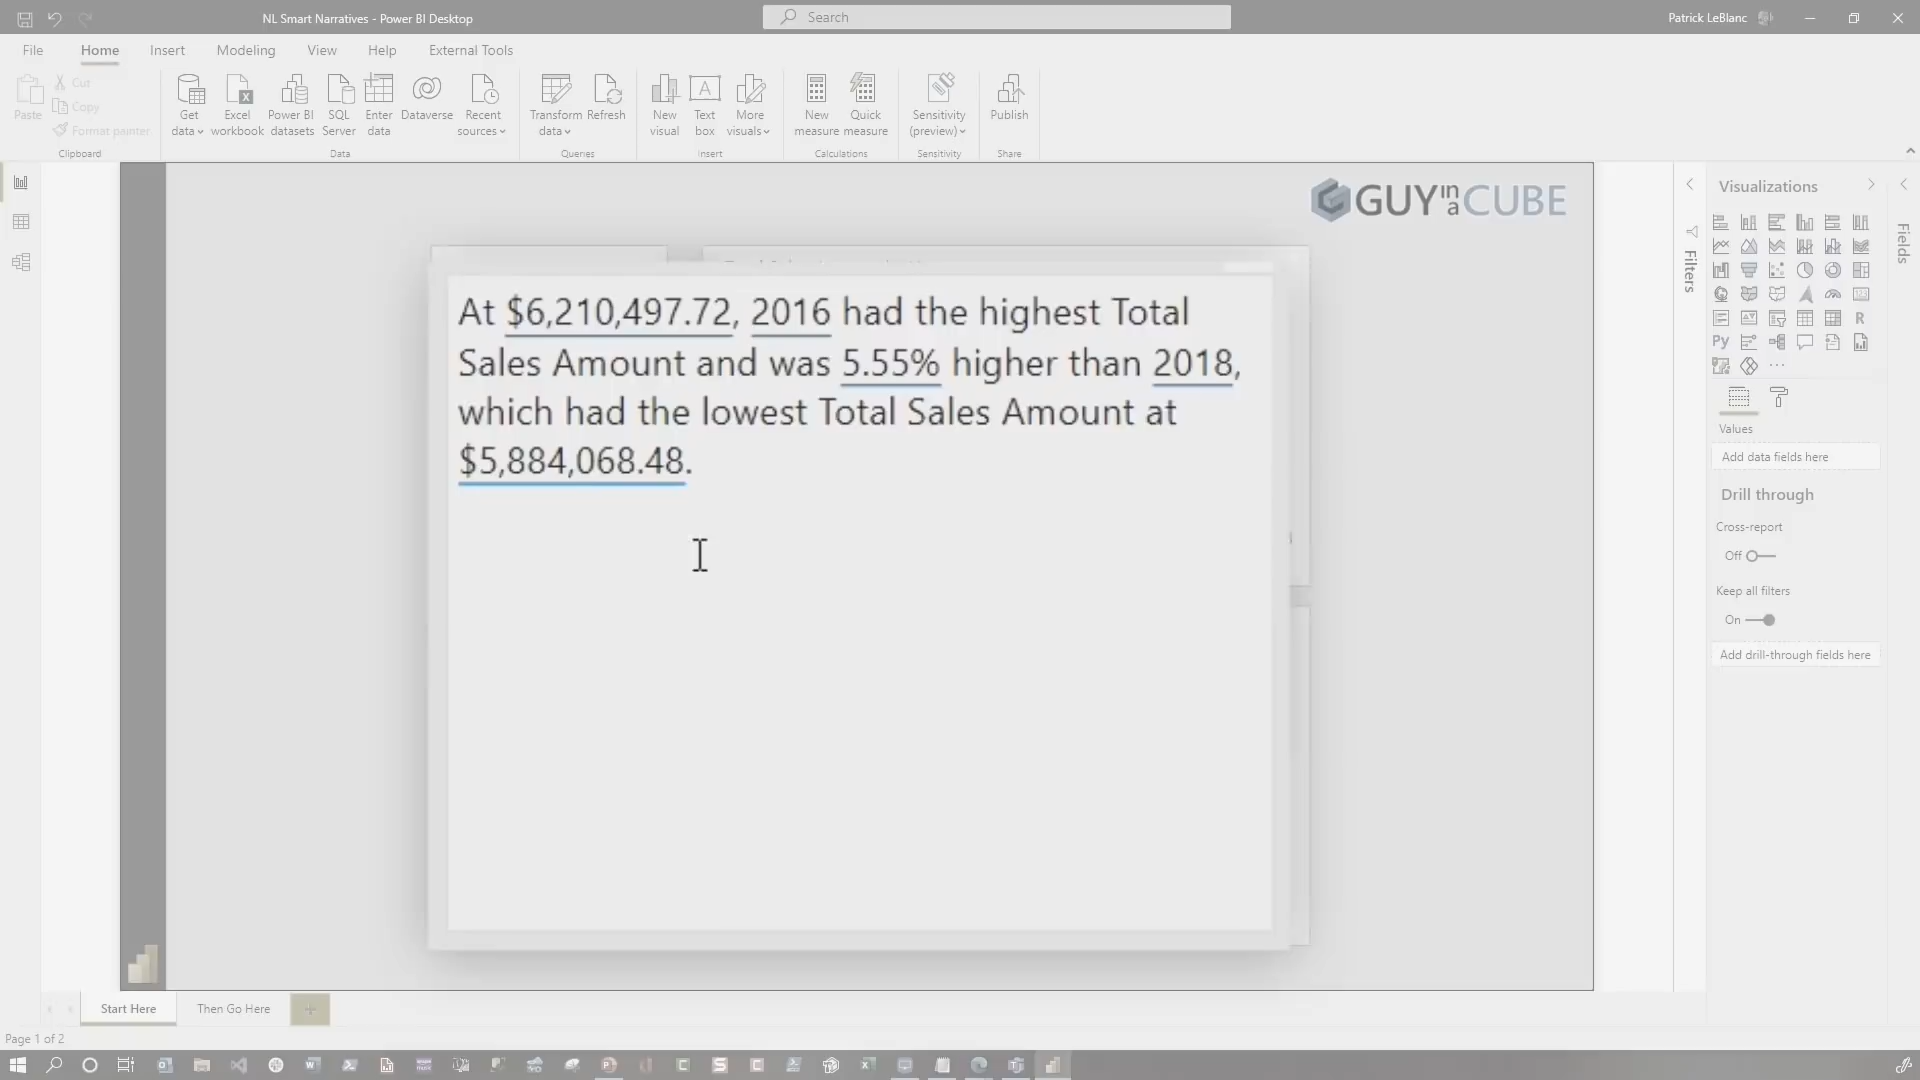 NL Smart Narratives - Power BI Desktop
Search
Patrick LeBlanc
File Home Insert Modeling View Help External Tools
Paste
Cut
Copy
Format painter
Clipboard
Get data
Excel workbook
Power BI datasets
SQL Server
Enter data
Dataverse
Recent sources
Data
Transform data
Refresh
Queries
New visual
Text box
More visuals
Insert
New measure
Quick measure
Calculations
Sensitivity (preview)
Sensitivity
Publish
Share
GUY in a CUBE
At $6,210,497.72, 2016 had the highest Total
Sales Amount and was 5.55% higher than 2018,
which had the lowest Total Sales Amount at
$5,884,068.48.
Filters
Visualizations
Fields
R
Py
Values
Add data fields here
Drill through
Cross-report
Off
Keep all filters
On
Add drill-through fields here
Start Here
Then Go Here
Page 1 of 2